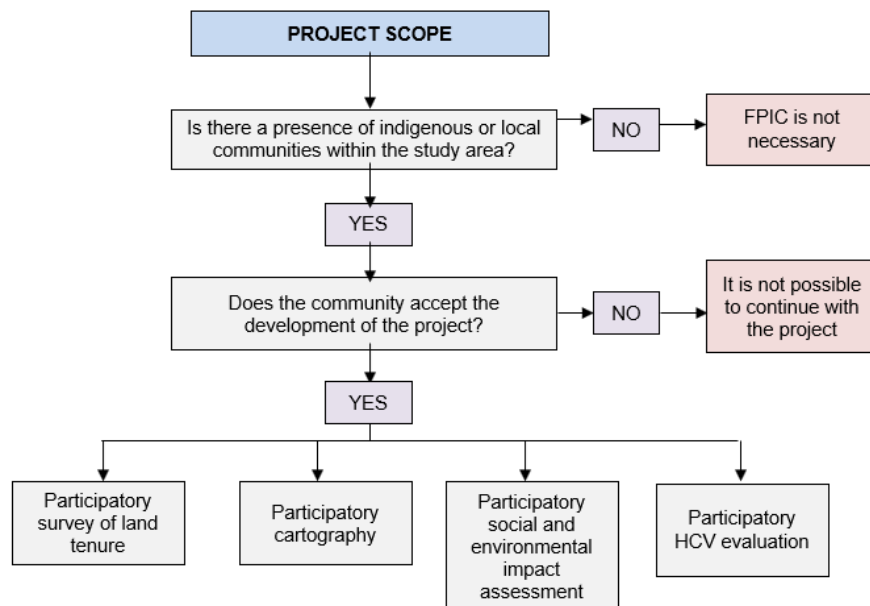 PROJECT SCOPE
Is there a presence of indigenous or local
communities within the study area?
NO
FPIC is not
necessary
YES
Does the community accept the
development of the project?
NO
It is not possible
to continue with
the project
YES
Participatory
survey of land
tenure
Participatory
cartography
Participatory
social and
environmental
impact
assessment
Participatory
HCV evaluation